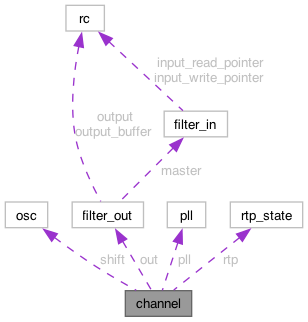 rc
input_read_pointer
input_write_pointer
output
output_buffer
filter_in
master
osc
filter_out
pll
rtp_state
shift
out
pll
rtp
channel